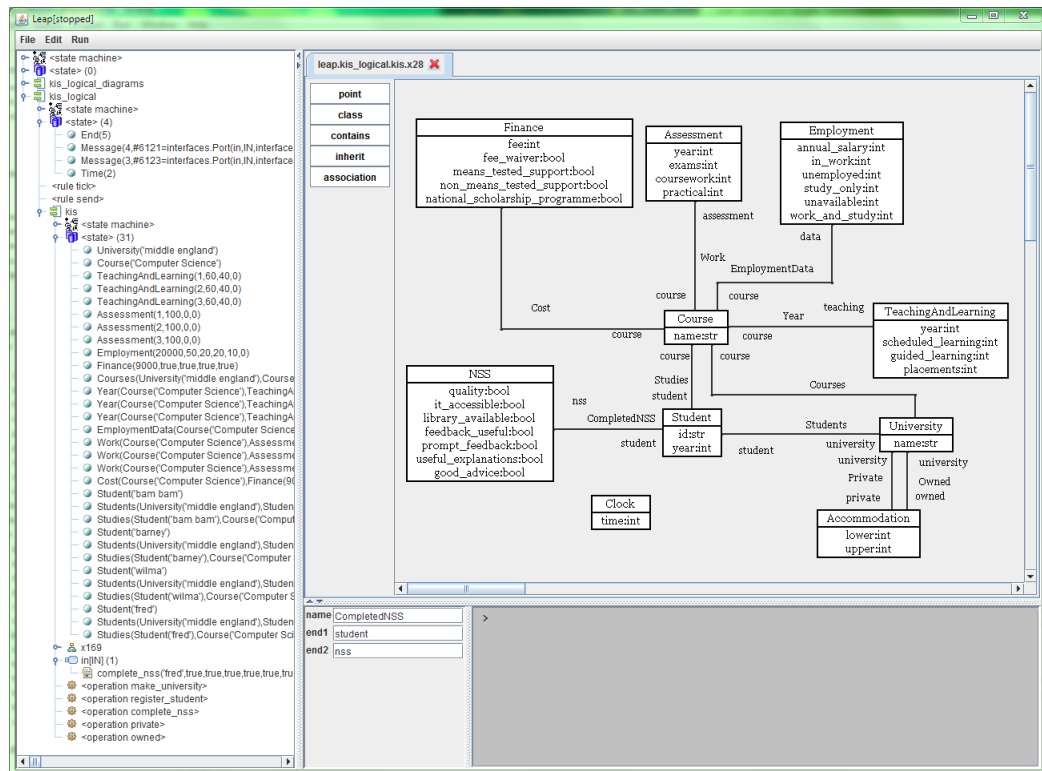 Leap[stopped]
File Edit Run
<state machine>
<state> (0)
kis_logical_diagrams
kis_logical
<state machine>
<state> (4)
End(5)
Message(4,#6121=interfaces.Port(in,IN,interface
Message(3,#6123=interfaces.Port(in,IN,interface
Time(2)
<rule tick>
<rule send>
kis
<state machine>
<state> (31)
University('middle england')
Course('Computer Science')
TeachingAndLearning(1,60,40,0)
TeachingAndLearning(2,60,40,0)
TeachingAndLearning(3,60,40,0)
Assessment(1,100,0,0)
Assessment(2,100,0,0)
Assessment(3,100,0,0)
Employment(20000,50,20,20,10,0)
Finance(9000,true,true,true,true)
Courses(University('middle england'),Course
Year(Course('Computer Science'),TeachingA
Year(Course('Computer Science'),TeachingA
Year(Course('Computer Science'),TeachingA
EmploymentData(Course('Computer Science'
Work(Course('Computer Science'),Assessme
Work(Course('Computer Science'),Assessme
Work(Course('Computer Science'),Assessme
Cost(Course('Computer Science'),Finance(90
Student('bam bam')
Students(University('middle england'),Studen
Studies(Student('bam bam'),Course('Comput
Student('barney')
Students(University('middle england'),Studen
Studies(Student('barney'),Course('Computer
Student('wilma')
Students(University('middle england'),Studen
Studies(Student('wilma'),Course('Computer S
Student('fred')
Students(University('middle england'),Studen
Studies(Student('fred'),Course('Computer Sci
x169
in[IN] (1)
complete_nss('fred',true,true,true,true,true,tru
<operation make_university>
<operation register_student>
<operation complete_nss>
<operation private>
<operation owned>
leap.kis_logical.kis.x28
point
class
contains
inherit
association
Finance
fee:int
fee_waiver:bool
means_tested_support:bool
non_means_tested_support:bool
national_scholarship_programme:bool
Assessment
year:int
exams:int
coursework:int
practical:int
Employment
annual_salary:int
in_work:int
unemployed:int
study_only:int
unavailable:int
work_and_study:int
assessment
data
Work
EmploymentData
course
course
Cost
course
Course
name:str
Year
teaching
course
TeachingAndLearning
year:int
scheduled_learning:int
guided_learning:int
placements:int
course
course
NSS
quality:bool
it_accessible:bool
library_available:bool
feedback_useful:bool
prompt_feedback:bool
useful_explanations:bool
good_advice:bool
Studies
student
Courses
nss
CompletedNSS
student
Student
id:str
year:int
Students
student
university
University
name:str
university
university
Private
Owned
private
owned
Clock
time:int
Accommodation
lower:int
upper:int
name CompletedNSS
end1 student
end2 nss
>